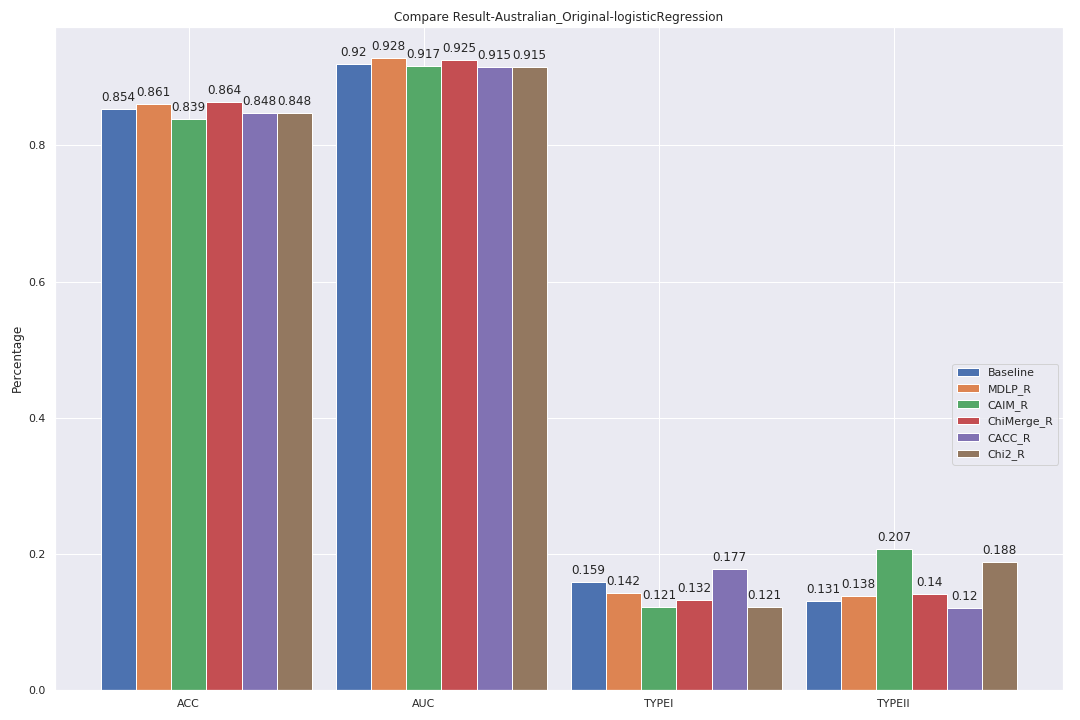 Compare Result-Australian_Original-logisticRegression
Percentage
0.8
0.6
0.4
0.2
0.0
0.854
0.861
0.839
0.864
0.848
0.848
0.92
0.928
0.917
0.925
0.915
0.915
0.159
0.142
0.121
0.132
0.177
0.121
0.131
0.138
0.207
0.14
0.12
0.188
Baseline
MDLP_R
CAIM_R
ChiMerge_R
CACC_R
Chi2_R
ACC
AUC
TYPEI
TYPEII